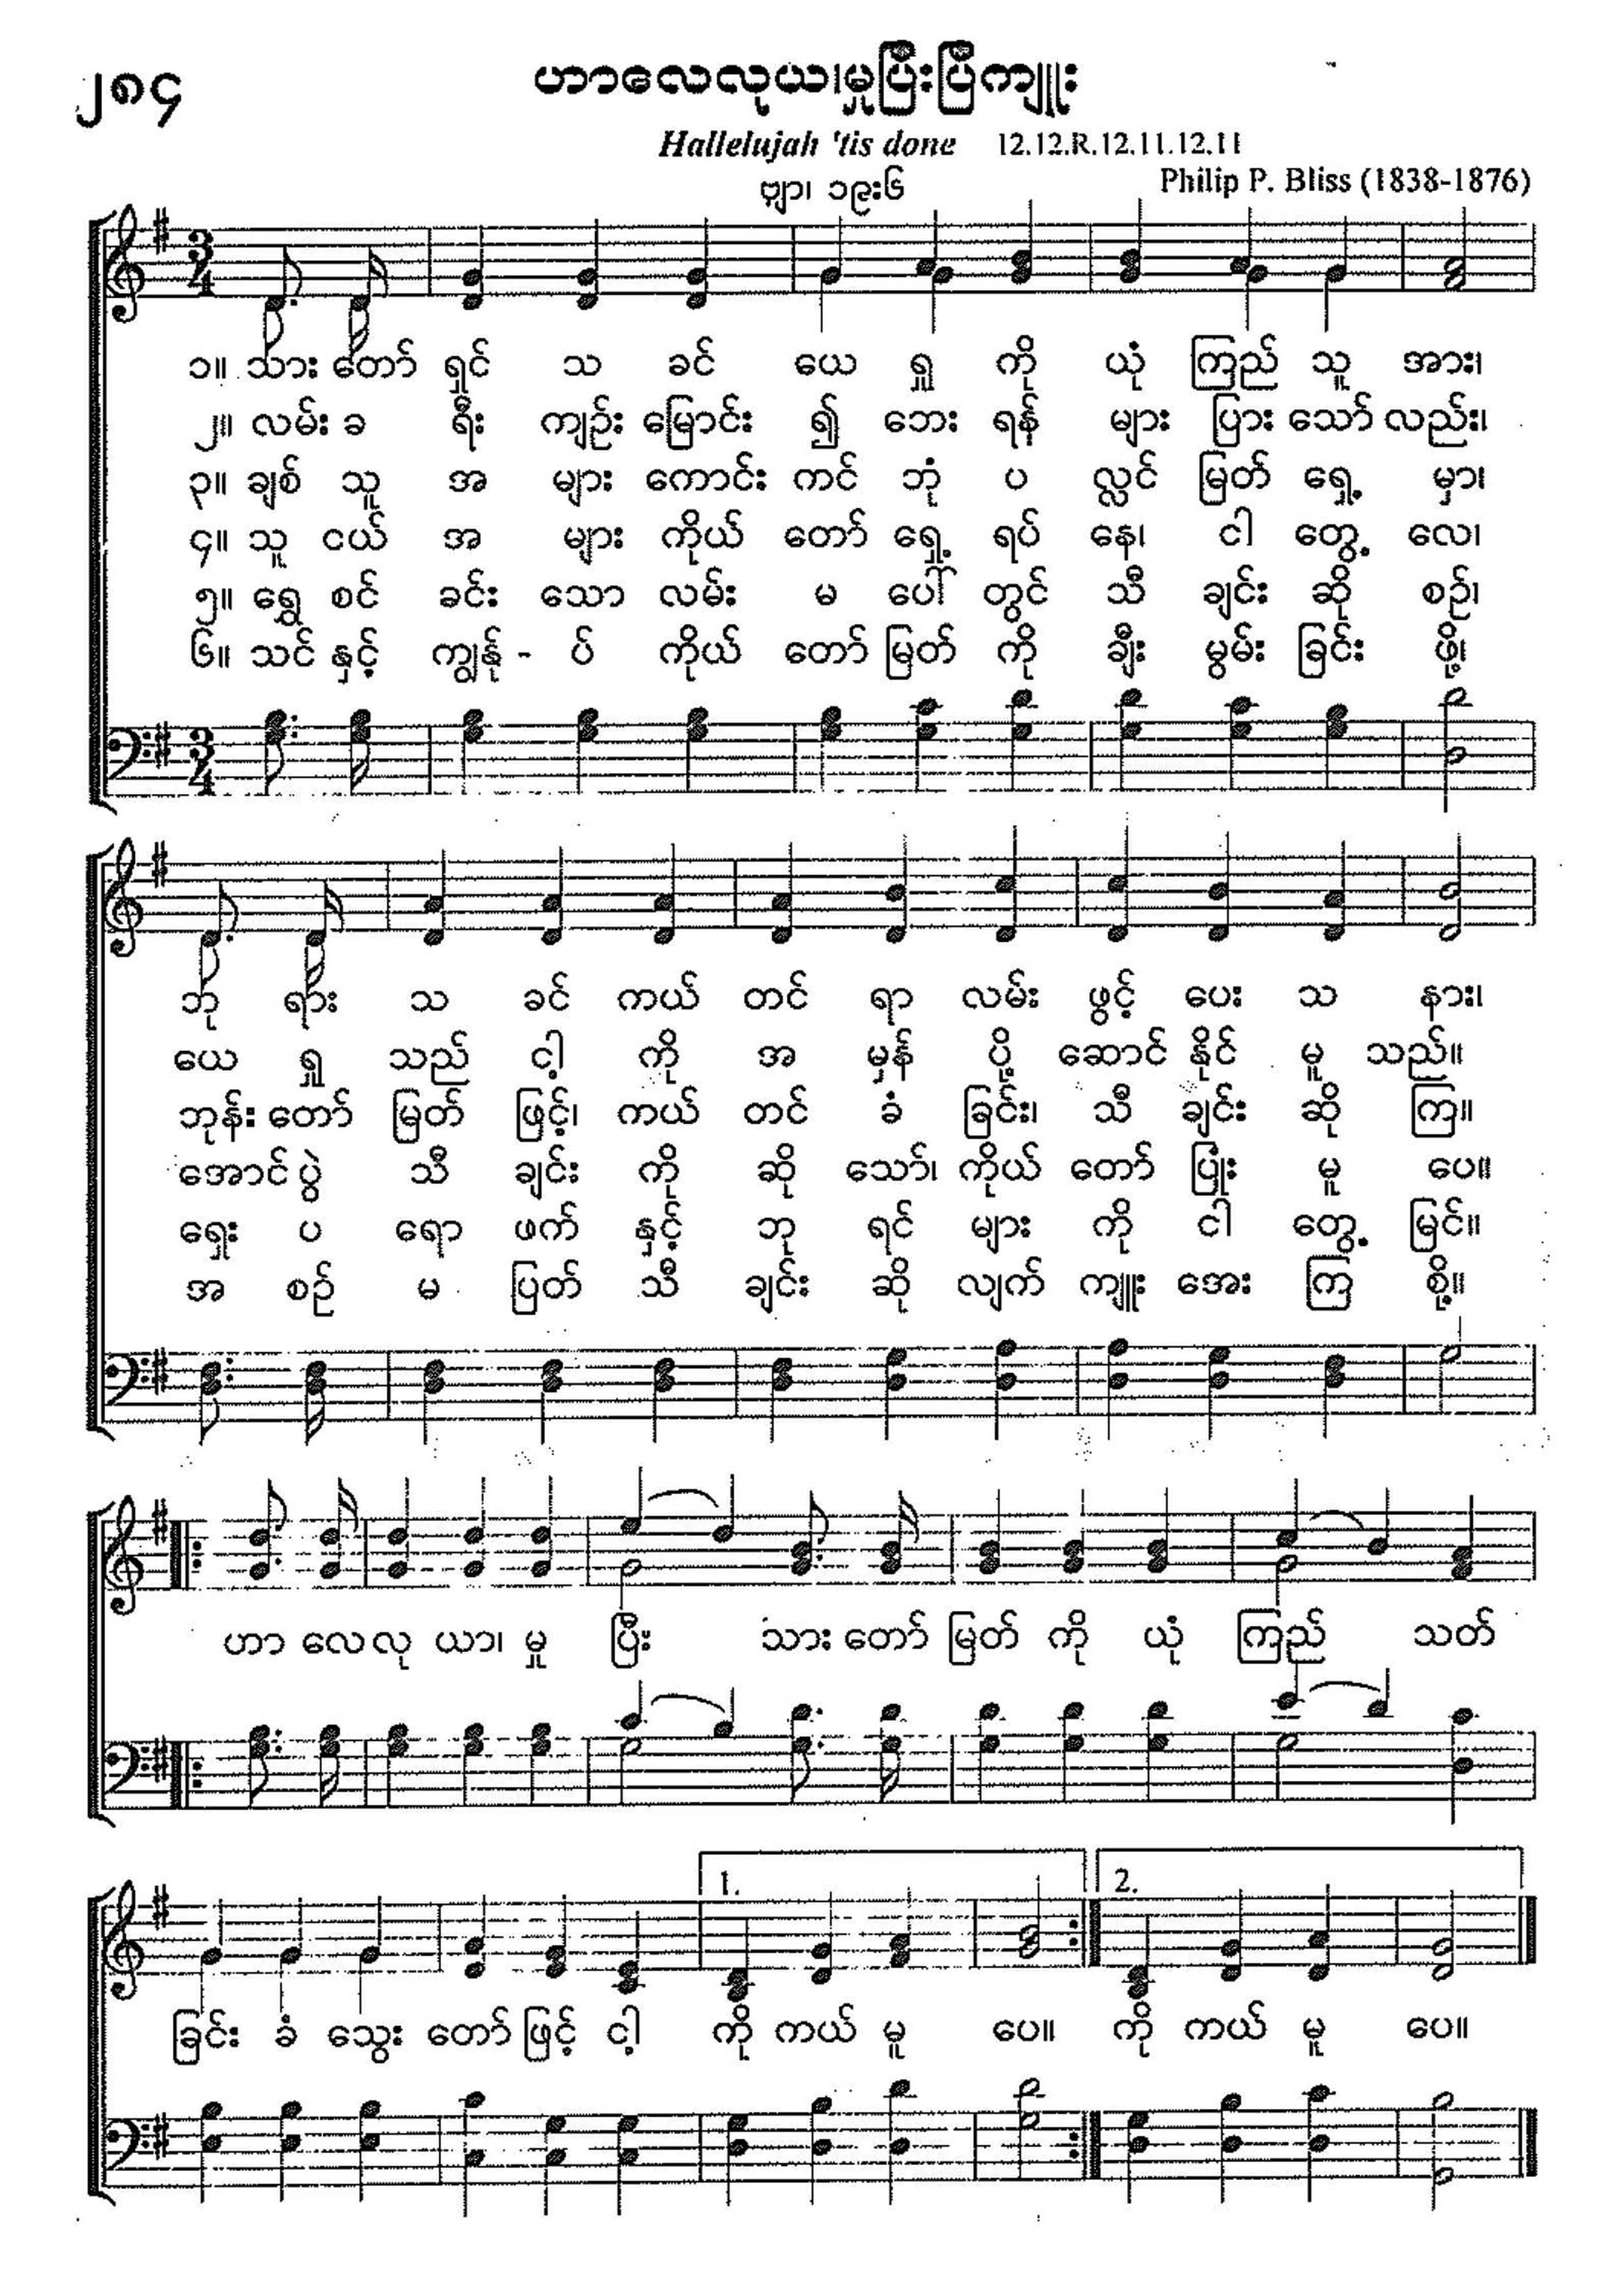 ၂၈၄
ဟာလေလုယ၊မှုပြီးပြီကျူး
Hallelujah 'tis done 12.12.R.12.11.12.11
ဗျာ၊ ၁၉း၆
Philip P. Bliss (1838-1876)
3 4
၁။ သား တော် ရှင် သ ခင် ယေ ရှု ကို ယုံ ကြည် သူ အား၊
၂။ လမ်း ခ ရီး ကျဉ်း မြောင်း ၍ ဘေး ရန် များ ပြား သော် လည်း၊
၃။ ချစ် သူ အ များ ကောင်း ကင် ဘုံ ပ လ္လင် မြတ် ရှေ့ မှာ၊
၄။ သူ ငယ် အ များ ကိုယ် တော် ရှေ့ ရပ် နေ၊ ငါ တွေ့ လေ၊
၅။ ရွှေ စင် ခင်း သော လမ်း မ ပေါ် တွင် သီ ချင်း ဆို စဉ်၊
၆။ သင် နှင့် ကျွန်ု - ပ် ကိုယ် တော် မြတ် ကို ချီး မွမ်း ခြင်း ဖို့၊
3 4
ဘု ရား သ ခင် ကယ် တင် ရာ လမ်း ဖွင့် ပေး သ နား၊
ယေ ရှု သည် ငါ့ ကို အ မှန် ပို့ ဆောင် နိုင် မူ သည်။
ဘုန်း တော် မြတ် ဖြင့်၊ ကယ် တင် ခံ ခြင်း၊ သီ ချင်း ဆို ကြ။
အောင် ပွဲ သီ ချင်း ကို ဆို သော်၊ ကိုယ် တော် ပြုံး မူ ပေ။
ရှေး ပ ရော ဖက် နှင့် ဘု ရင် များ ကို ငါ တွေ့ မြင်။
အ စဉ် မ ပြတ် သီ ချင်း ဆို လျက် ကျူး အေး ကြ စို့။
ဟာ လေ လု ယာ၊ မှု ပြီး သား တော် မြတ် ကို ယုံ ကြည် သတ်
1. 2.
ခြင်း ခံ သွေး တော် ဖြင့် ငါ့ ကို ကယ် မူ ပေ။ ကို ကယ် မူ ပေ။